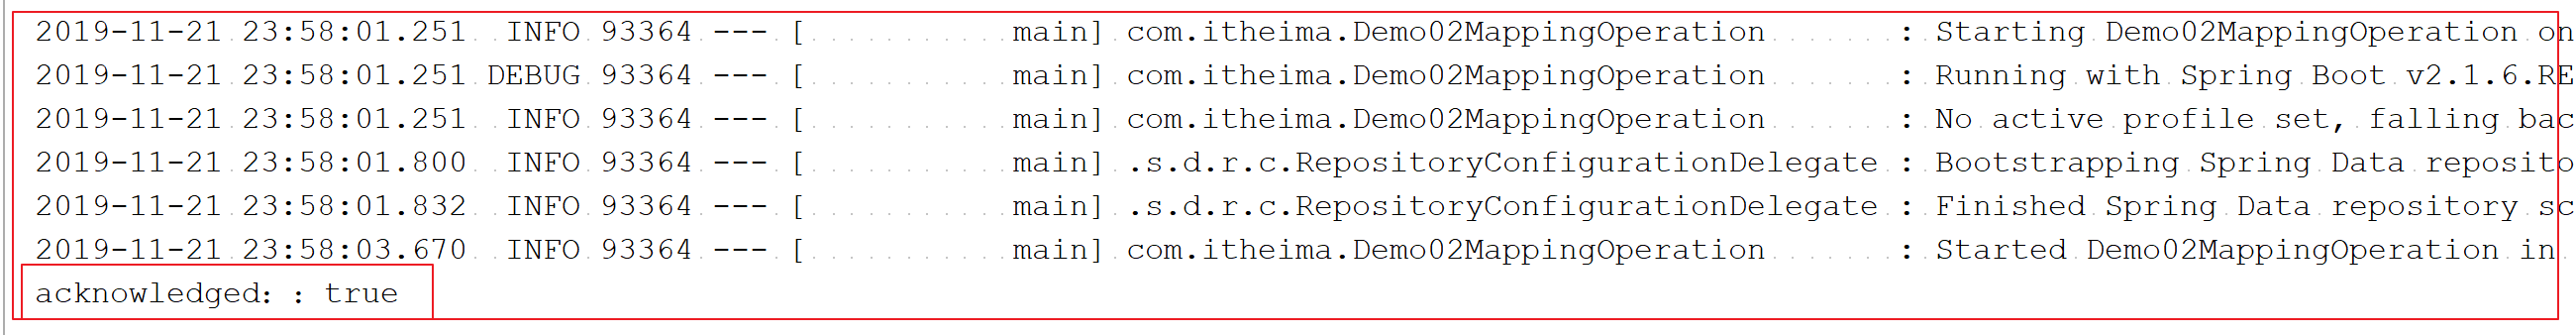 2019-11-21 23:58:01.251  INFO 93364 --- [           main] com.itheima.Demo02MappingOperation       : Starting Demo02MappingOperation on
2019-11-21 23:58:01.251 DEBUG 93364 --- [           main] com.itheima.Demo02MappingOperation       : Running with Spring Boot v2.1.6.RE
2019-11-21 23:58:01.251  INFO 93364 --- [           main] com.itheima.Demo02MappingOperation       : No active profile set, falling bac
2019-11-21 23:58:01.800  INFO 93364 --- [           main] .s.d.r.c.RepositoryConfigurationDelegate : Bootstrapping Spring Data reposito
2019-11-21 23:58:01.832  INFO 93364 --- [           main] .s.d.r.c.RepositoryConfigurationDelegate : Finished Spring Data repository sc
2019-11-21 23:58:03.670  INFO 93364 --- [           main] com.itheima.Demo02MappingOperation       : Started Demo02MappingOperation in
acknowledged：：true